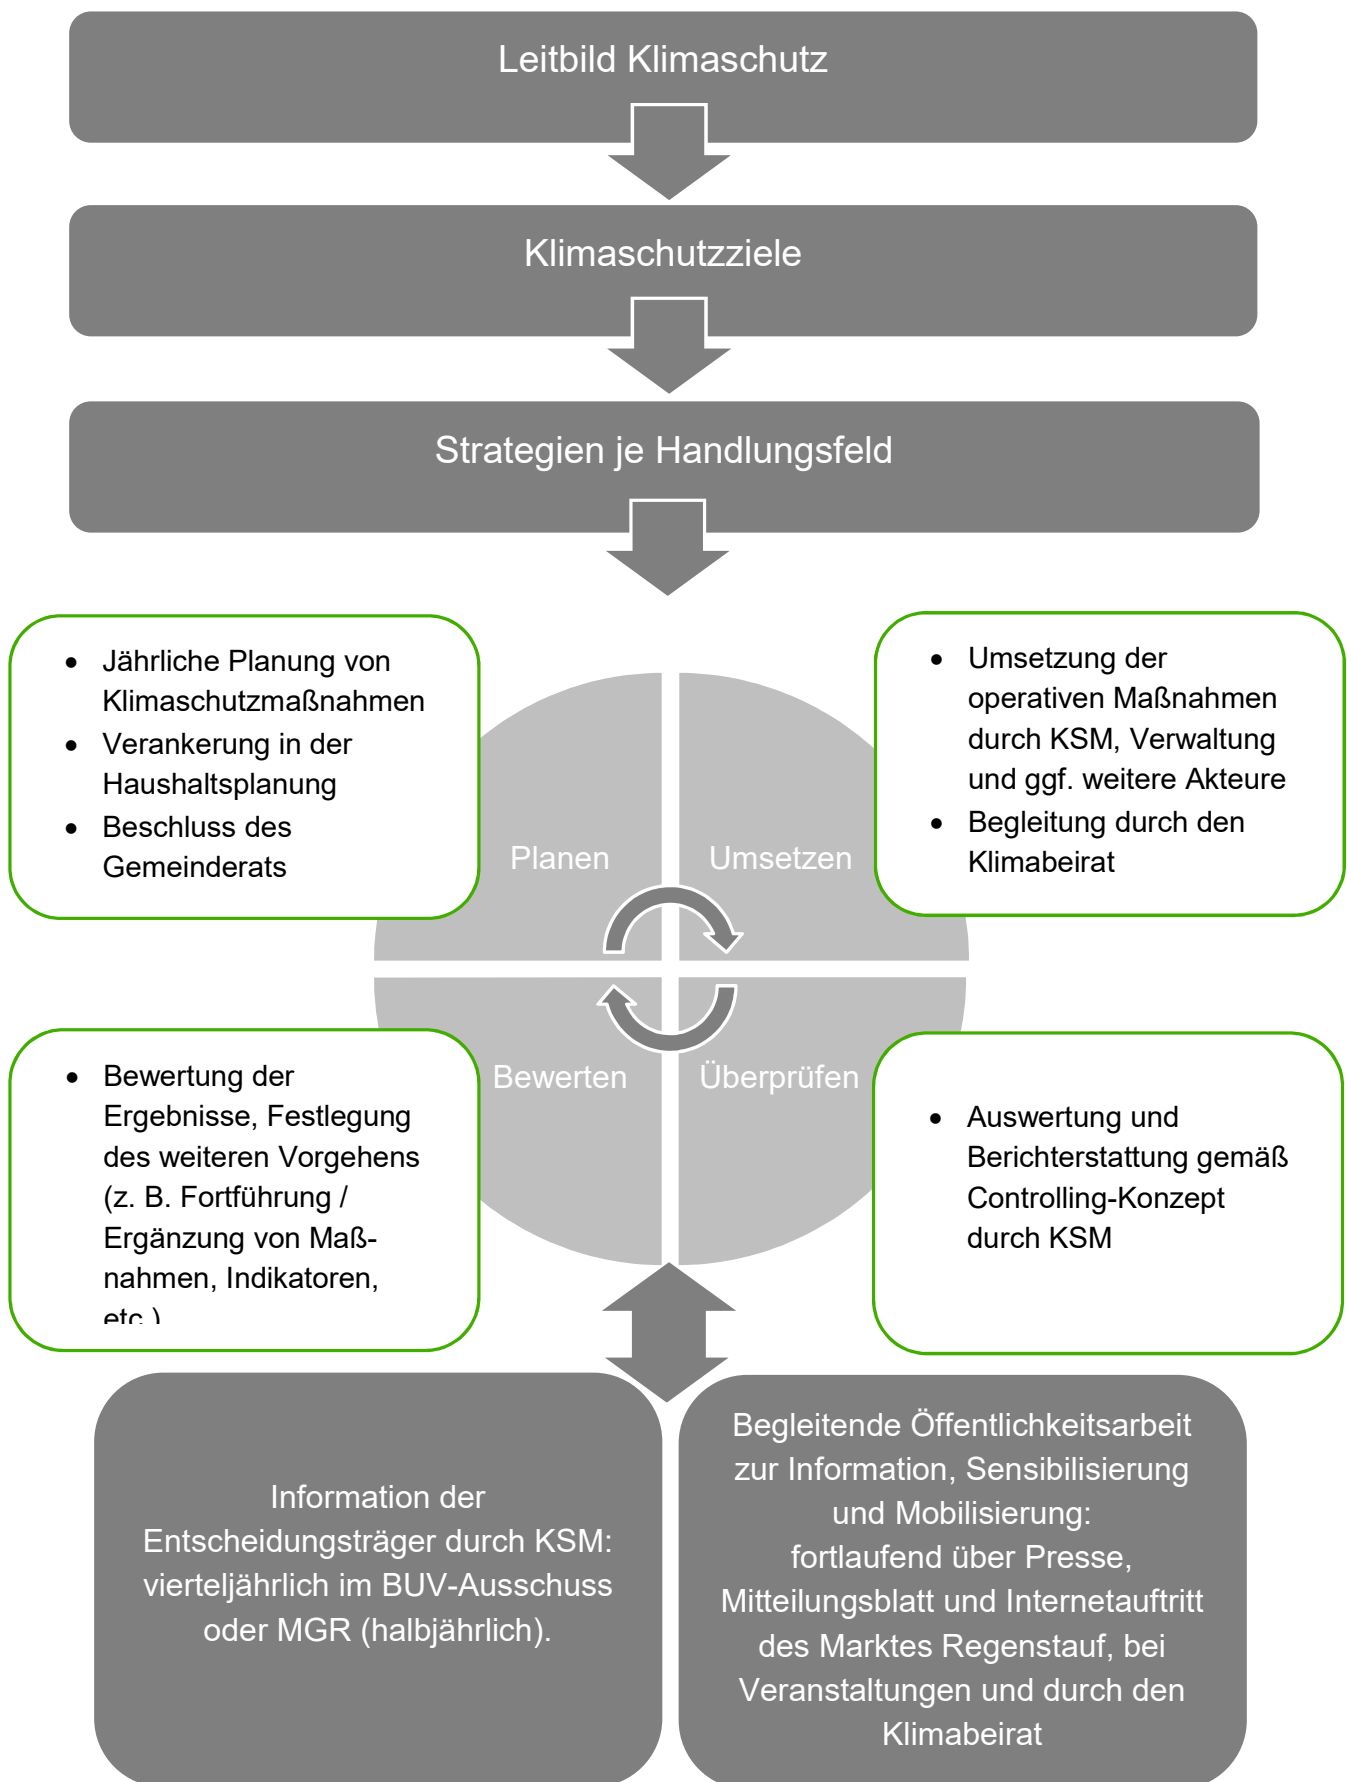 Leitbild Klimaschutz
Klimaschutzziele
Strategien je Handlungsfeld
• Jährliche Planung von
Klimaschutzmaßnahmen
• Verankerung in der
Haushaltsplanung
• Beschluss des
Gemeinderats
• Umsetzung der
operativen Maßnahmen
durch KSM, Verwaltung
und ggf. weitere Akteure
• Begleitung durch den
Klimabeirat
Planen
Umsetzen
Bewerten
Überprüfen
• Bewertung der
Ergebnisse, Festlegung
des weiteren Vorgehens
(z. B. Fortführung /
Ergänzung von Maß-
nahmen, Indikatoren,
etc.)
• Auswertung und
Berichterstattung gemäß
Controlling-Konzept
durch KSM
Information der
Entscheidungsträger durch KSM:
vierteljährlich im BUV-Ausschuss
oder MGR (halbjährlich).
Begleitende Öffentlichkeitsarbeit
zur Information, Sensibilisierung
und Mobilisierung:
fortlaufend über Presse,
Mitteilungsblatt und Internetauftritt
des Marktes Regenstauf, bei
Veranstaltungen und durch den
Klimabeirat